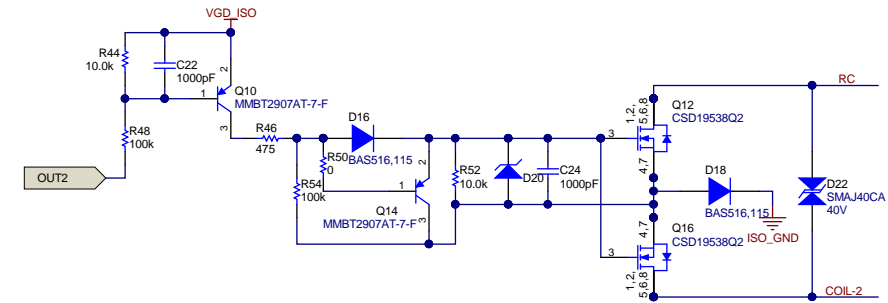 VGD_ISO
R44
10.0k
C22
1000pF
2
1
Q10
MMBT2907AT-7-F
3
R48
100k
OUT2
R46
475
D16
BAS516,115
R50
0
R54
100k
2
1
3
Q14
MMBT2907AT-7-F
R52
10.0k
D20
C24
1000pF
RC
1,2,
5,6,8
Q12
CSD19538Q2
3
4,7
D18
BAS516,115
ISO_GND
D22
SMAJ40CA
40V
4,7
Q16
CSD19538Q2
3
1,2,
5,6,8
COIL-2